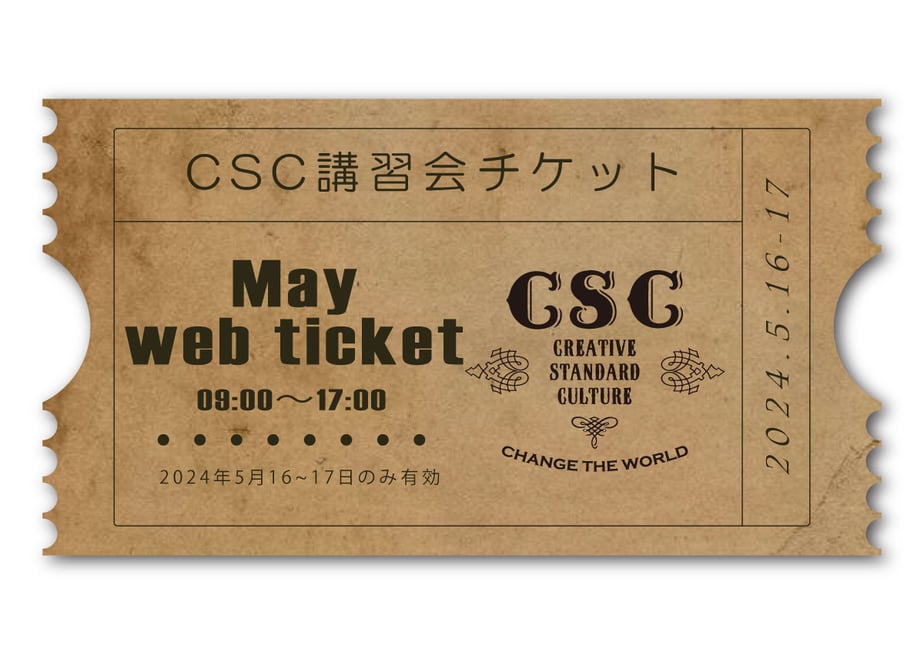 CSC講習会チケット
May
web ticket
09:00〜17:00
2024年5月16~17日のみ有効
CSC
CREATIVE
STANDARD
CULTURE
CHANGE THE WORLD
2024.5.16-17